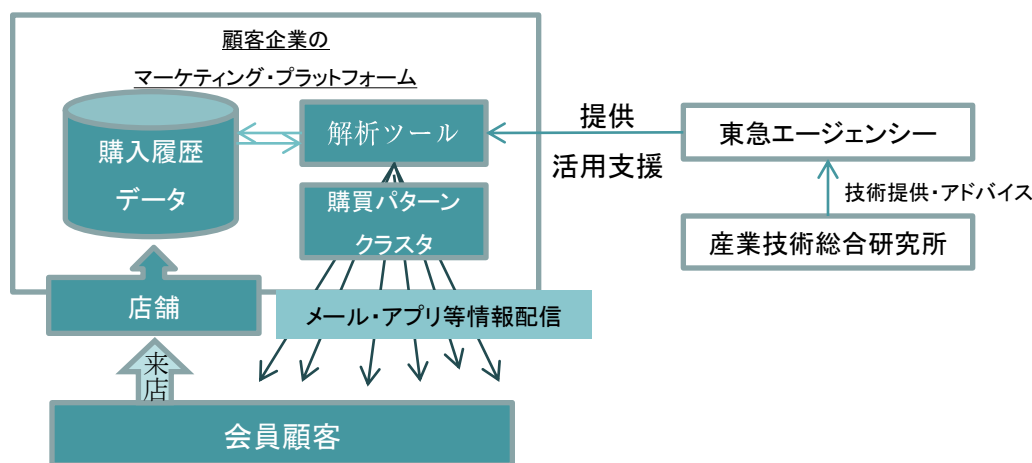 顧客企業の
マーケティング・プラットフォーム
購入履歴
データ
解析ツール
購買パターン
クラスタ
提供
活用支援
東急エージェンシー
技術提供・アドバイス
産業技術総合研究所
店舗
メール・アプリ等情報配信
来店
会員顧客